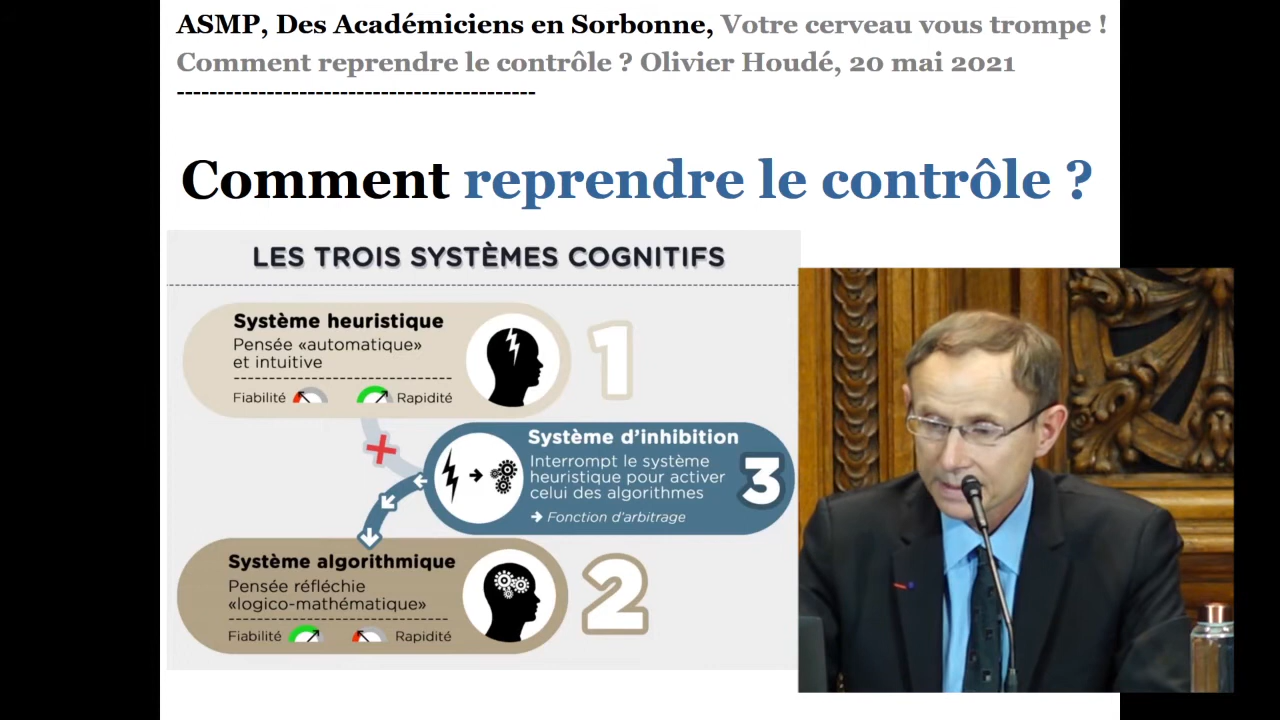 ASMP, Des Académiciens en Sorbonne, Votre cerveau vous trompe !
Comment reprendre le contrôle ? Olivier Houdé, 20 mai 2021
--------------------------------------------
Comment reprendre le contrôle ?
LES TROIS SYSTÈMES COGNITIFS
Système heuristique
Pensée «automatique»
et intuitive
Fiabilité Rapidité
1
Système d'inhibition
Interrompt le système
heuristique pour activer
celui des algorithmes
→ Fonction d'arbitrage
3
Système algorithmique
Pensée réfléchie
«logico-mathématique»
Fiabilité Rapidité
2